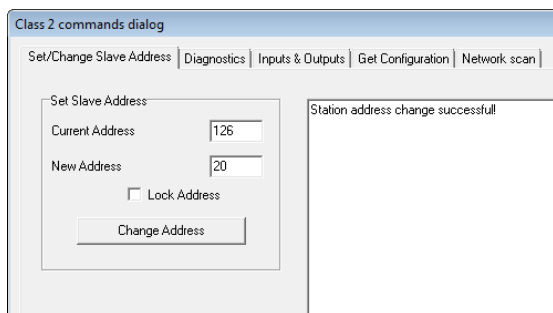 Class 2 commands dialog
Set/Change Slave Address Diagnostics Inputs & Outputs Get Configuration Network scan
Set Slave Address
Current Address 126
New Address 20
Lock Address
Change Address
Station address change successful!